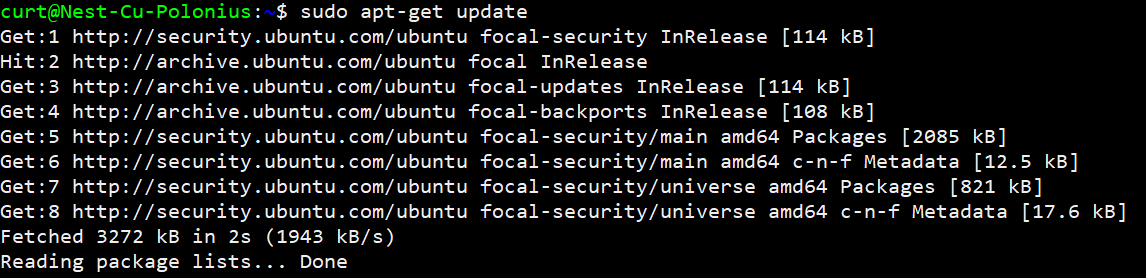 curt@Nest-Cu-Polonius:~$ sudo apt-get update
Get:1 http://security.ubuntu.com/ubuntu focal-security InRelease [114 kB]
Hit:2 http://archive.ubuntu.com/ubuntu focal InRelease
Get:3 http://archive.ubuntu.com/ubuntu focal-updates InRelease [114 kB]
Get:4 http://archive.ubuntu.com/ubuntu focal-backports InRelease [108 kB]
Get:5 http://security.ubuntu.com/ubuntu focal-security/main amd64 Packages [2085 kB]
Get:6 http://security.ubuntu.com/ubuntu focal-security/main amd64 c-n-f Metadata [12.5 kB]
Get:7 http://security.ubuntu.com/ubuntu focal-security/universe amd64 Packages [821 kB]
Get:8 http://security.ubuntu.com/ubuntu focal-security/universe amd64 c-n-f Metadata [17.6 kB]
Fetched 3272 kB in 2s (1943 kB/s)
Reading package lists... Done